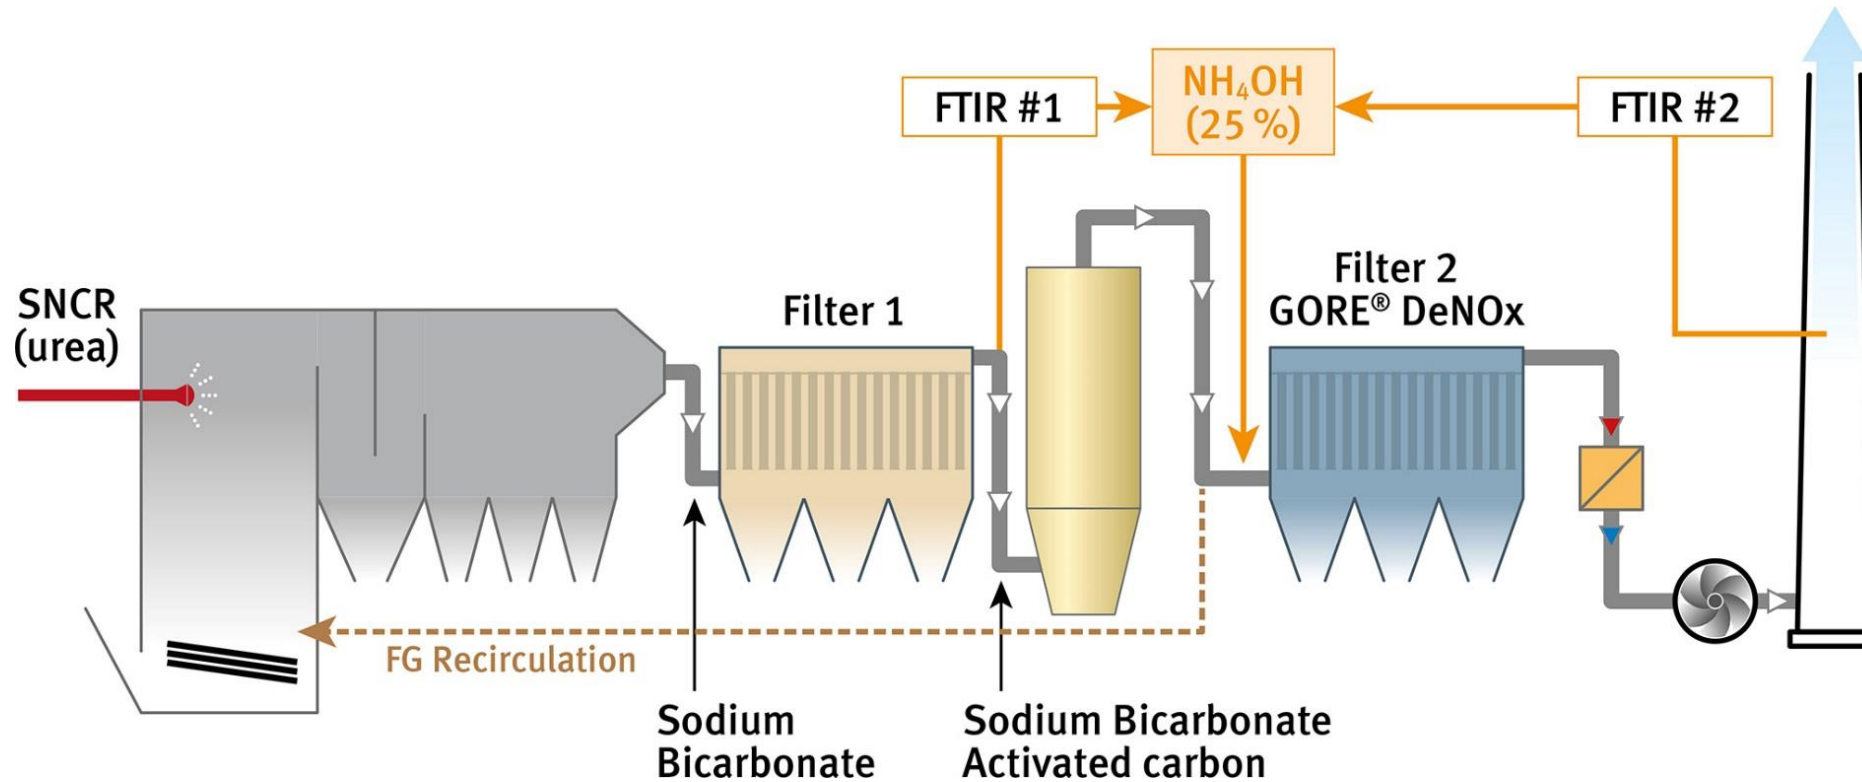 FTIR #1
NH₄OH
(25 %)
FTIR #2
SNCR
(urea)
Filter 1
Filter 2
GORE® DeNOx
FG Recirculation
Sodium
Bicarbonate
Sodium Bicarbonate
Activated carbon